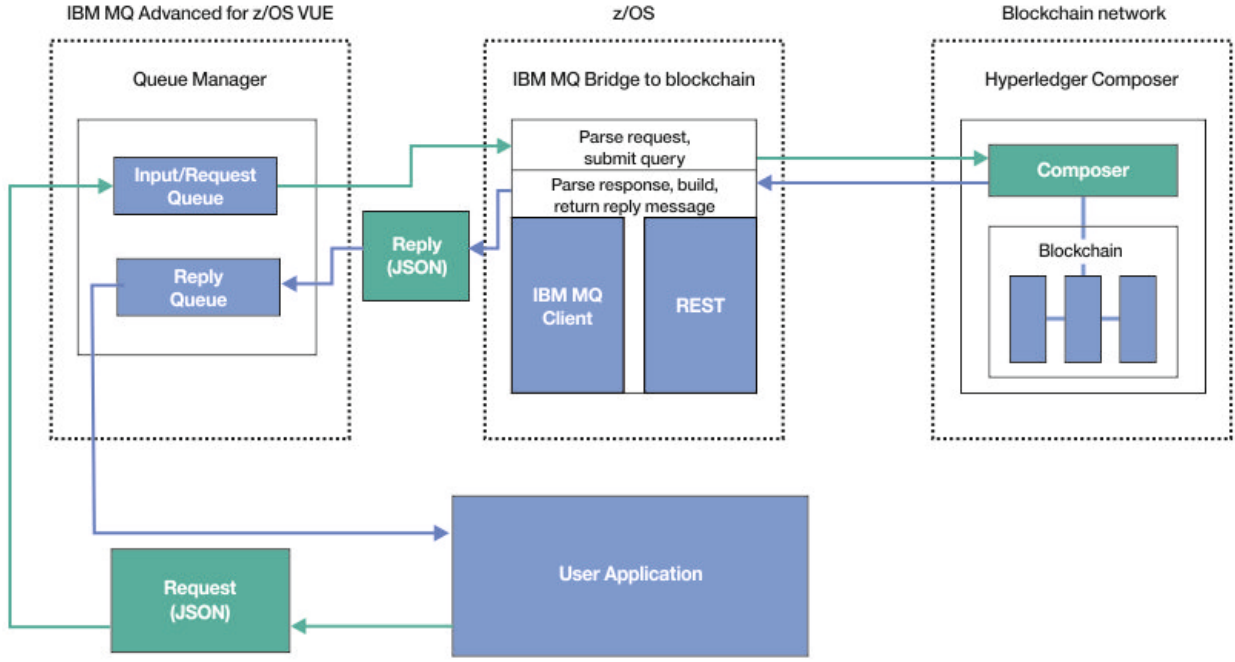 IBM MQ Advanced for z/OS VUE
z/OS
Blockchain network
Queue Manager
IBM MQ Bridge to blockchain
Hyperledger Composer
Input/Request
Queue
Parse request,
submit query
Composer
Parse response, build,
return reply message
Reply
(JSON)
Reply
Queue
IBM MQ
Client
REST
Blockchain
User Application
Request
(JSON)